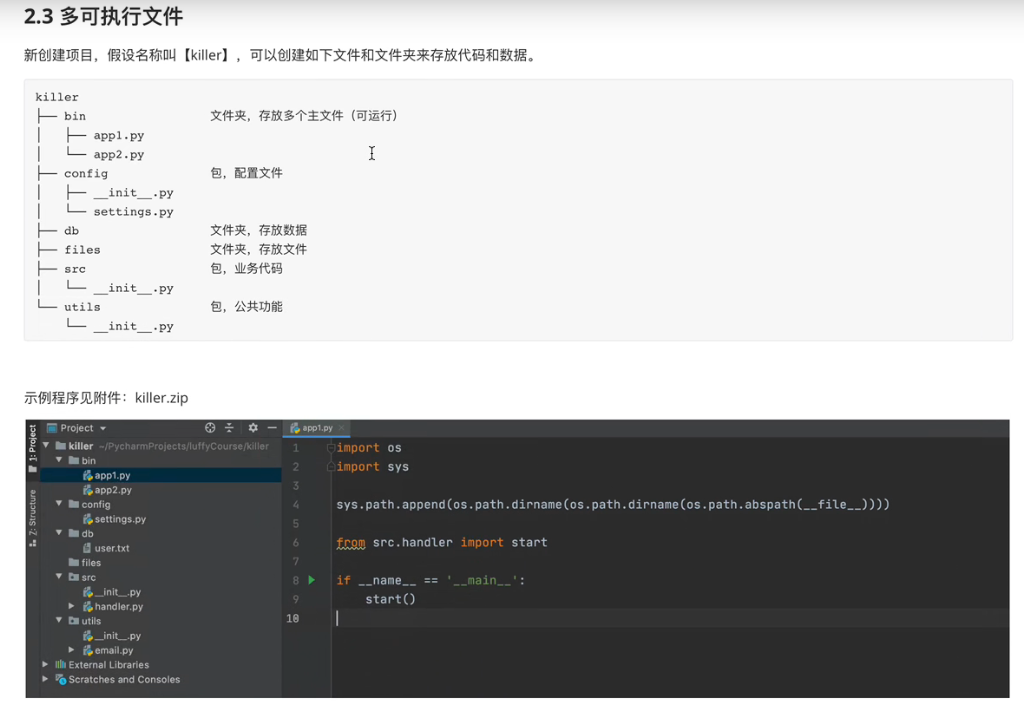 2.3 多可执行文件
新创建项目，假设名称叫【killer】，可以创建如下文件和文件夹来存放代码和数据。
killer
├── bin 文件夹，存放多个主文件（可运行）
│ ├── app1.py
│ └── app2.py
├── config 包，配置文件
│ ├── __init__.py
│ └── settings.py
├── db 文件夹，存放数据
├── files 文件夹，存放文件
├── src 包，业务代码
│ └── __init__.py
└── utils 包，公共功能
└── __init__.py
示例程序见附件：killer.zip
1: Project
Z: Structure
Project
killer ~/PycharmProjects/luffyCourse/killer
bin
app1.py
app2.py
config
settings.py
db
user.txt
files
src
__init__.py
handler.py
utils
__init__.py
email.py
External Libraries
Scratches and Consoles
app1.py
1 import os
2 import sys
3
4 sys.path.append(os.path.dirname(os.path.dirname(os.path.abspath(__file__))))
5
6 from src.handler import start
7
8 if __name__ == '__main__':
9 start()
10